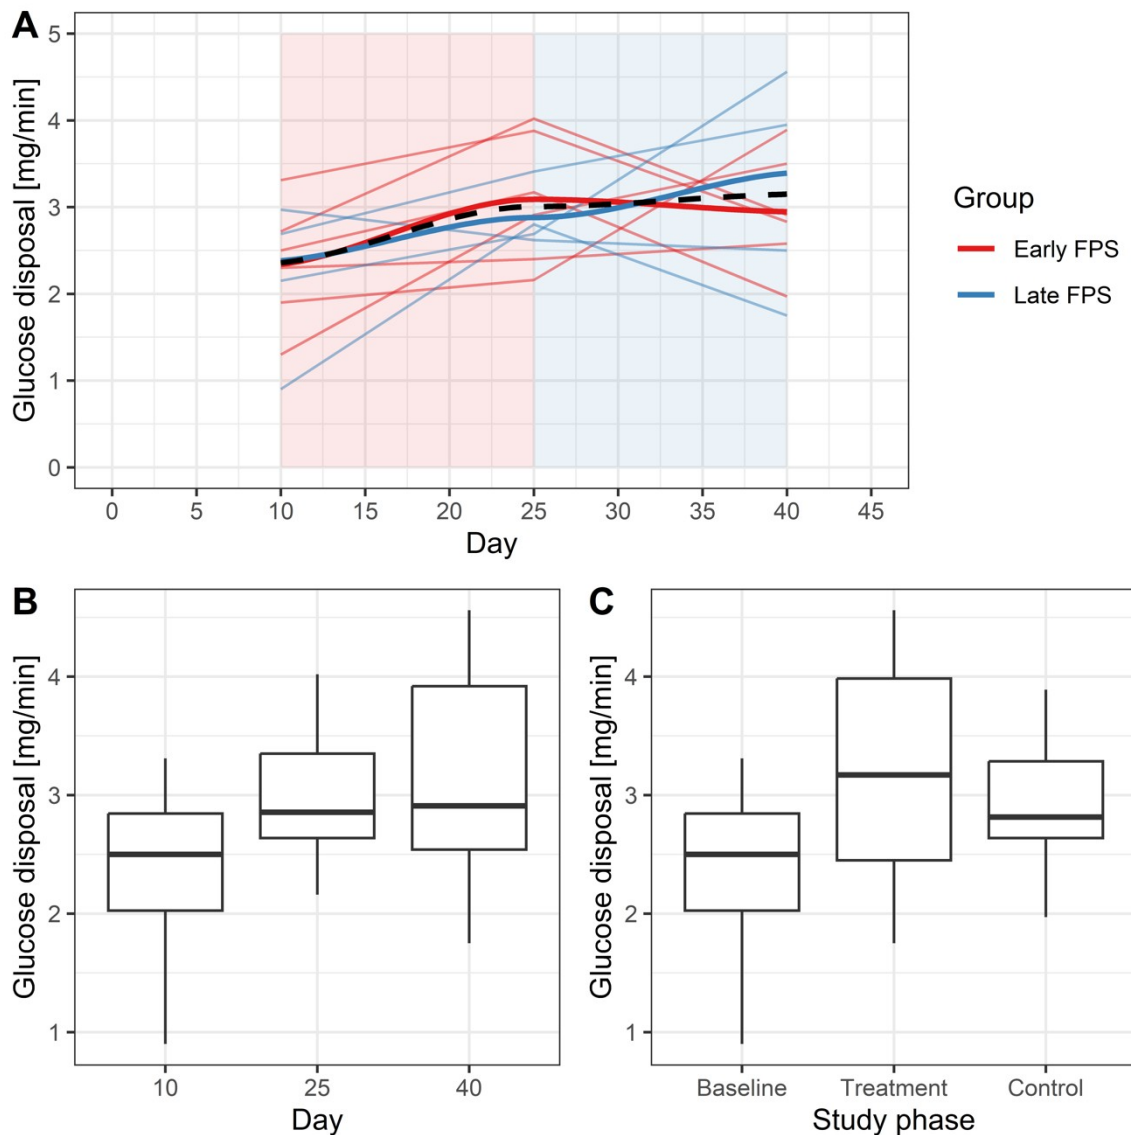 A
Glucose disposal [mg/min]
5
4
3
2
1
0
0 5 10 15 20 25 30 35 40 45
Day
Group
Early FPS
Late FPS
B
Glucose disposal [mg/min]
4
3
2
1
10 25 40
Day
C
Glucose disposal [mg/min]
4
3
2
1
Baseline Treatment Control
Study phase